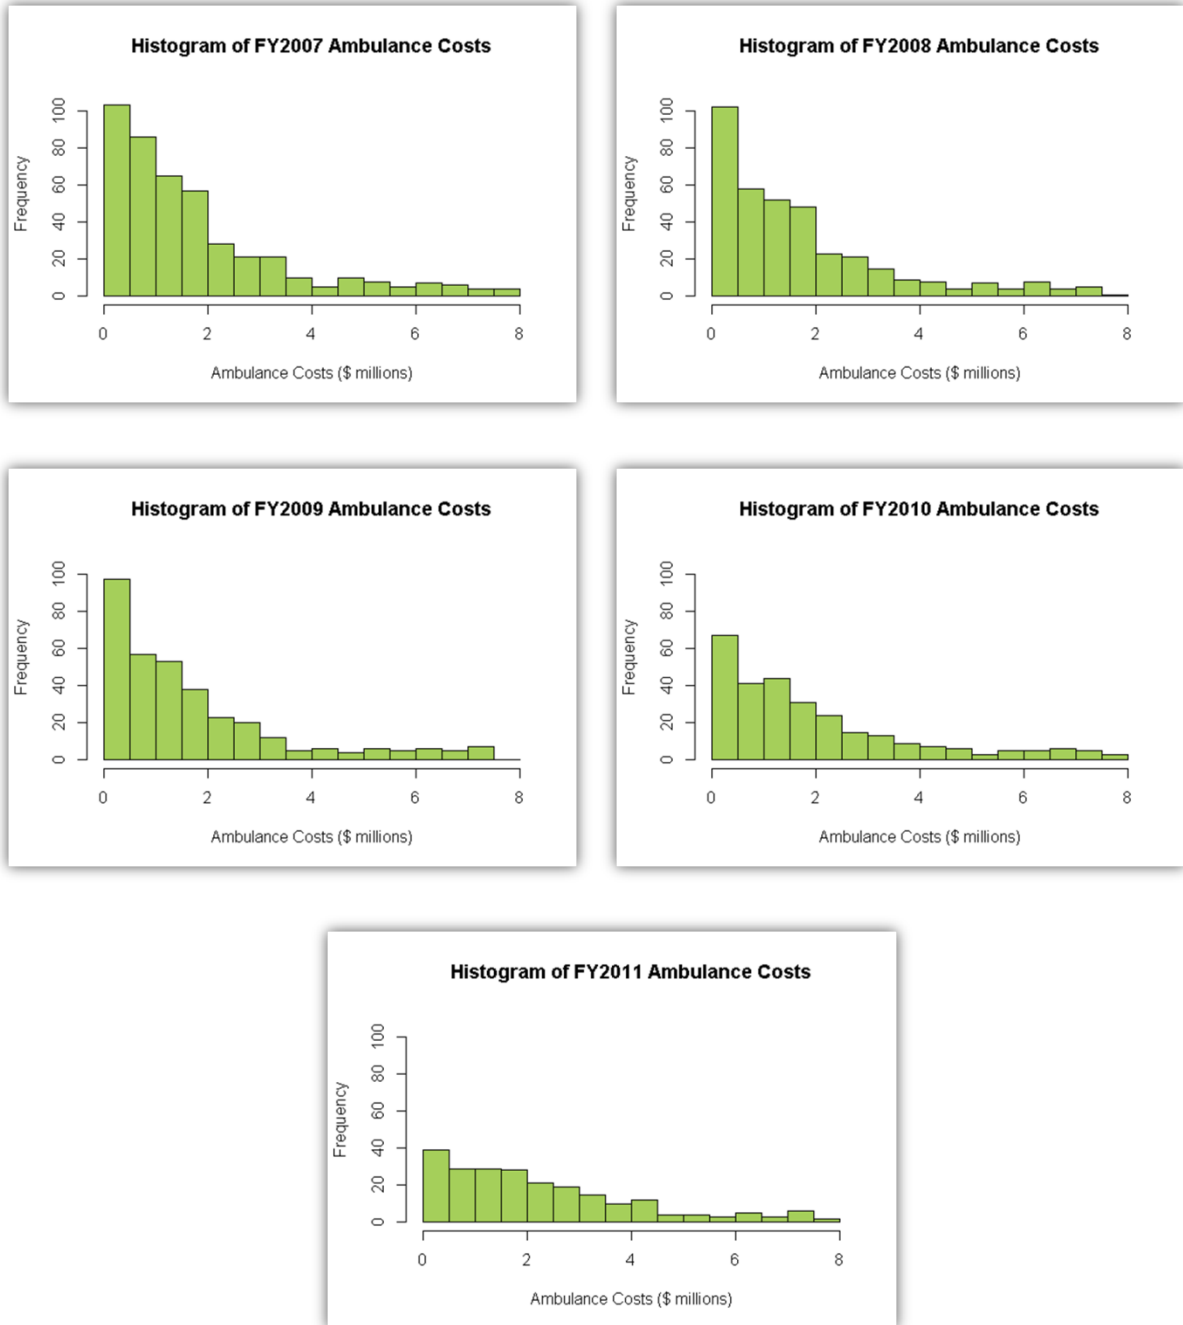 Histogram of FY2007 Ambulance Costs
Frequency
100
80
60
40
20
0
0 2 4 6 8
Ambulance Costs ($ millions)
Histogram of FY2008 Ambulance Costs
Frequency
100
80
60
40
20
0
0 2 4 6 8
Ambulance Costs ($ millions)
Histogram of FY2009 Ambulance Costs
Frequency
100
80
60
40
20
0
0 2 4 6 8
Ambulance Costs ($ millions)
Histogram of FY2010 Ambulance Costs
Frequency
100
80
60
40
20
0
0 2 4 6 8
Ambulance Costs ($ millions)
Histogram of FY2011 Ambulance Costs
Frequency
100
80
60
40
20
0
0 2 4 6 8
Ambulance Costs ($ millions)